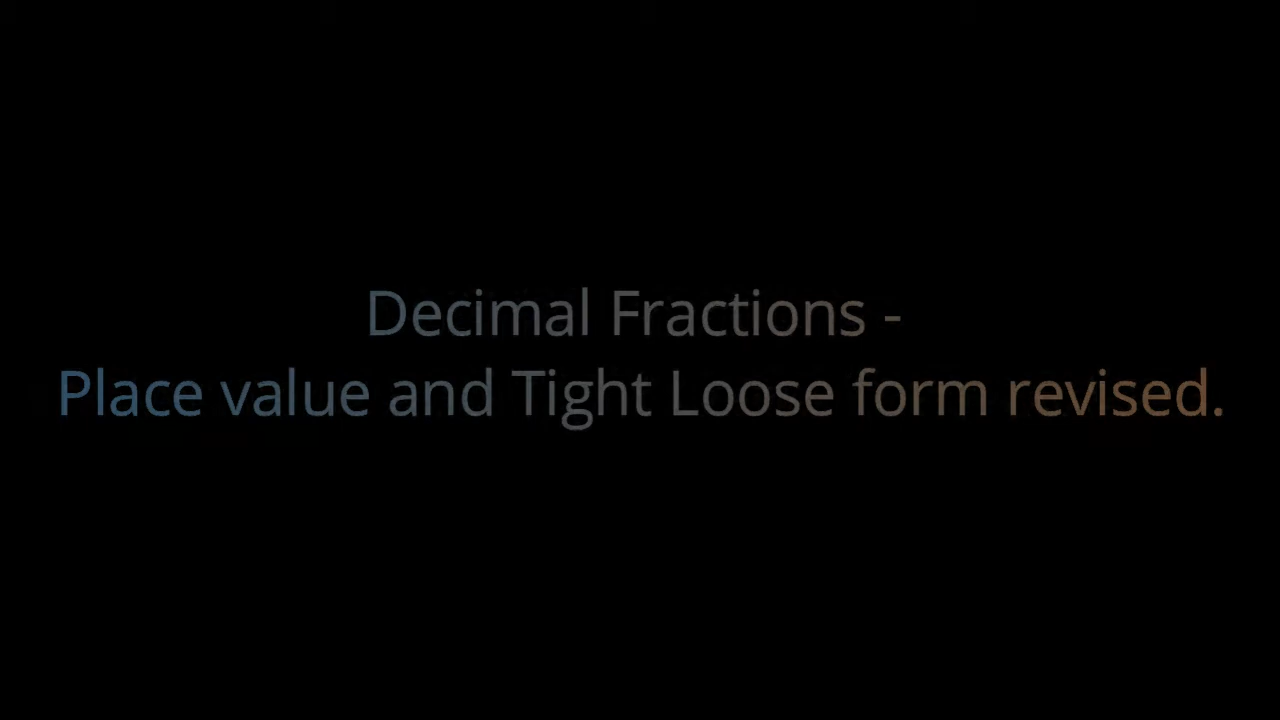 Decimal Fractions -
Place value and Tight Loose form revised.